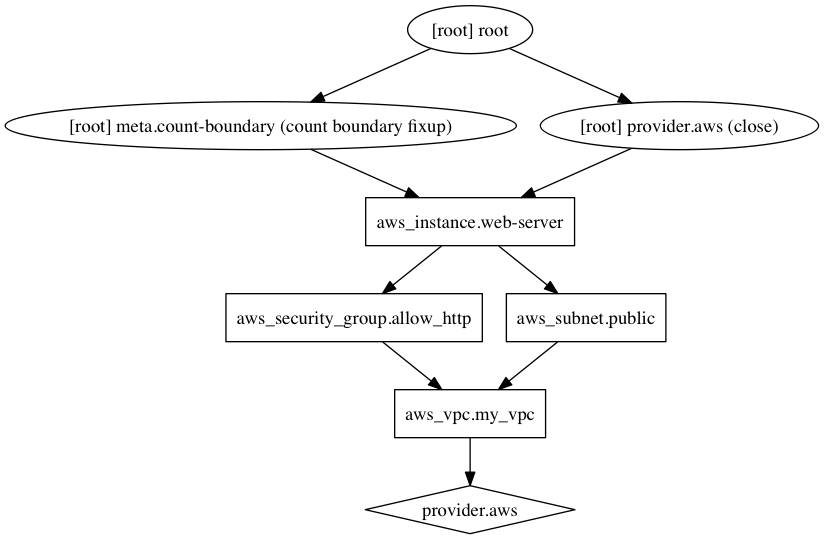 [root] root
[root] meta.count-boundary (count boundary fixup)
[root] provider.aws (close)
aws_instance.web-server
aws_security_group.allow_http
aws_subnet.public
aws_vpc.my_vpc
provider.aws